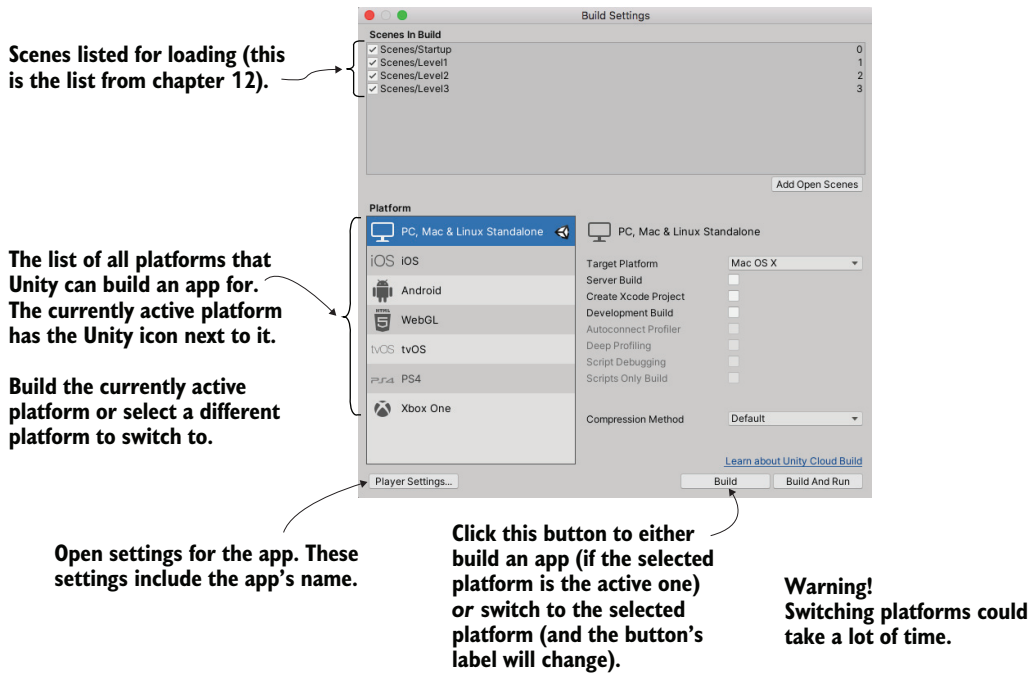 Build Settings
Scenes In Build
Scenes/Startup 0
Scenes/Level1 1
Scenes/Level2 2
Scenes/Level3 3
Add Open Scenes
Scenes listed for loading (this
is the list from chapter 12).
Platform
PC, Mac & Linux Standalone
iOS iOS
Android
HTML 5 WebGL
tvOS tvOS
PS4 PS4
Xbox One
PC, Mac & Linux Standalone
Target Platform Mac OS X
Server Build
Create Xcode Project
Development Build
Autoconnect Profiler
Deep Profiling
Script Debugging
Scripts Only Build
Compression Method Default
Learn about Unity Cloud Build
Player Settings...
Build
Build And Run
The list of all platforms that
Unity can build an app for.
The currently active platform
has the Unity icon next to it.
Build the currently active
platform or select a different
platform to switch to.
Open settings for the app. These
settings include the app’s name.
Click this button to either
build an app (if the selected
platform is the active one)
or switch to the selected
platform (and the button’s
label will change).
Warning!
Switching platforms could
take a lot of time.